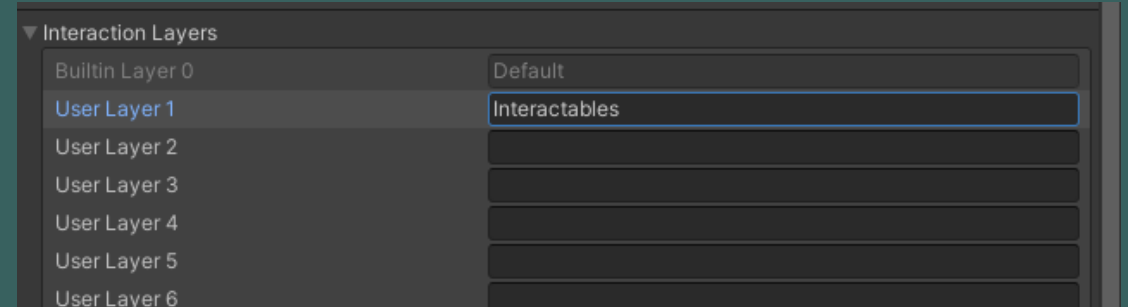 Interaction Layers
Builtin Layer 0 Default
User Layer 1 Interactables
User Layer 2
User Layer 3
User Layer 4
User Layer 5
User Layer 6